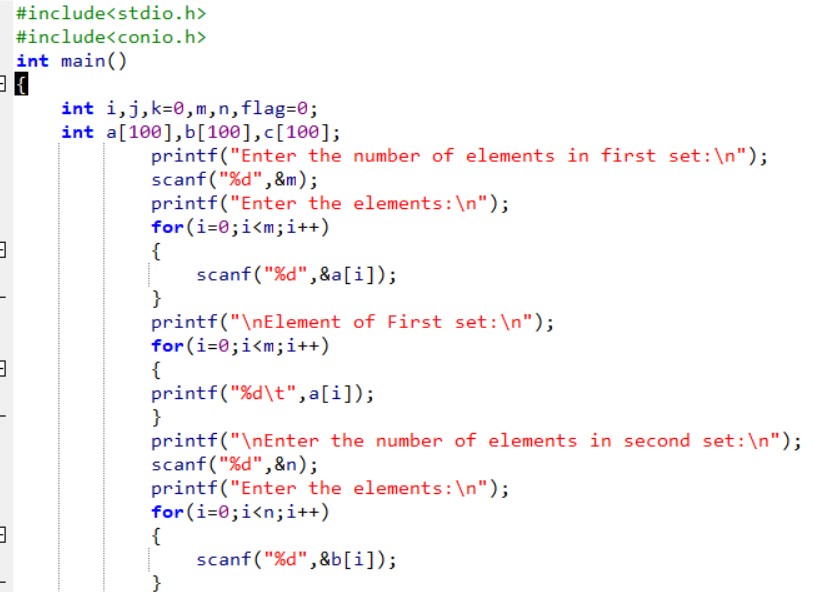 #include<stdio.h>
#include<conio.h>
int main()
{
    int i,j,k=0,m,n,flag=0;
    int a[100],b[100],c[100];
            printf("Enter the number of elements in first set:\n");
            scanf("%d",&m);
            printf("Enter the elements:\n");
            for(i=0;i<m;i++)
            {
                scanf("%d",&a[i]);
            }
            printf("\nElement of First set:\n");
            for(i=0;i<m;i++)
            {
            printf("%d\t",a[i]);
            }
            printf("\nEnter the number of elements in second set:\n");
            scanf("%d",&n);
            printf("Enter the elements:\n");
            for(i=0;i<n;i++)
            {
                scanf("%d",&b[i]);
            }